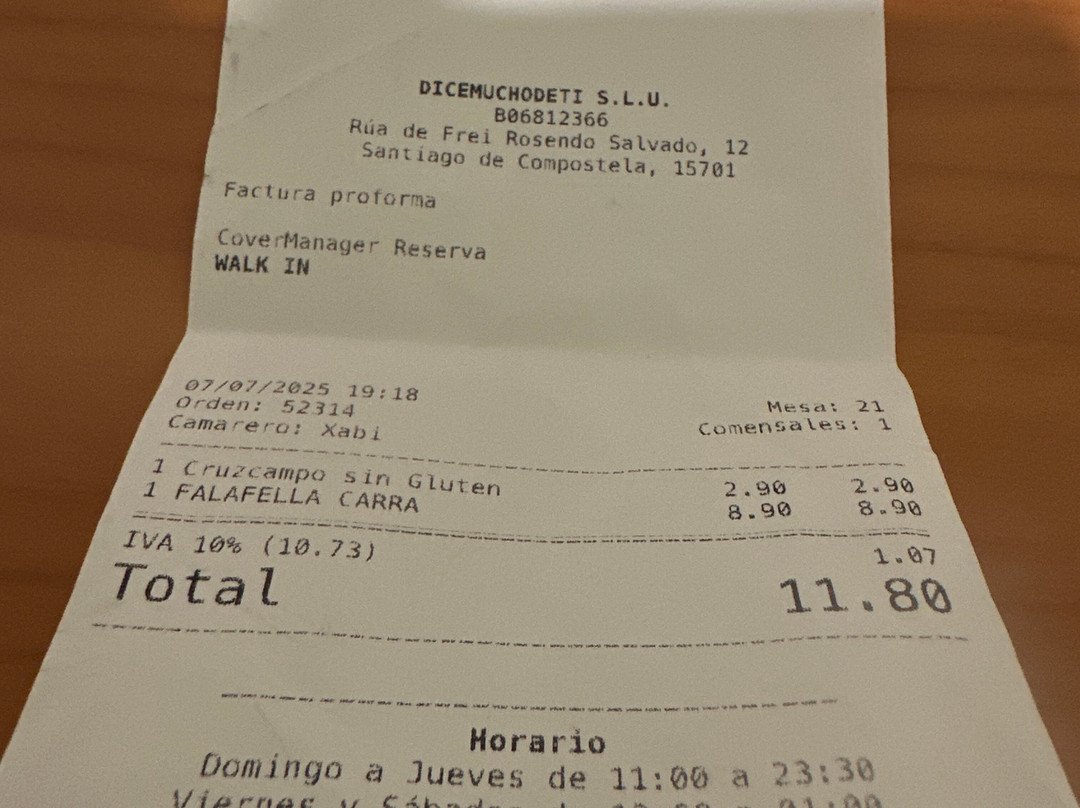 DICEMUCHODETI S.L.U.
B06812366
Rúa de Frei Rosendo Salvado, 12
Santiago de Compostela, 15701
Factura proforma
CoverManager Reserva
WALK IN
07/07/2025 19:18
Orden: 52314 Mesa: 21
Camarero: Xabi Comensales: 1
1 Cruzcampo sin Gluten 2.90 2.90
1 FALAFELLA CARRA 8.90 8.90
IVA 10% (10.73) 1.07
Total 11.80
Horario
Domingo a Jueves de 11:00 a 23:30
Viernes y Sábados